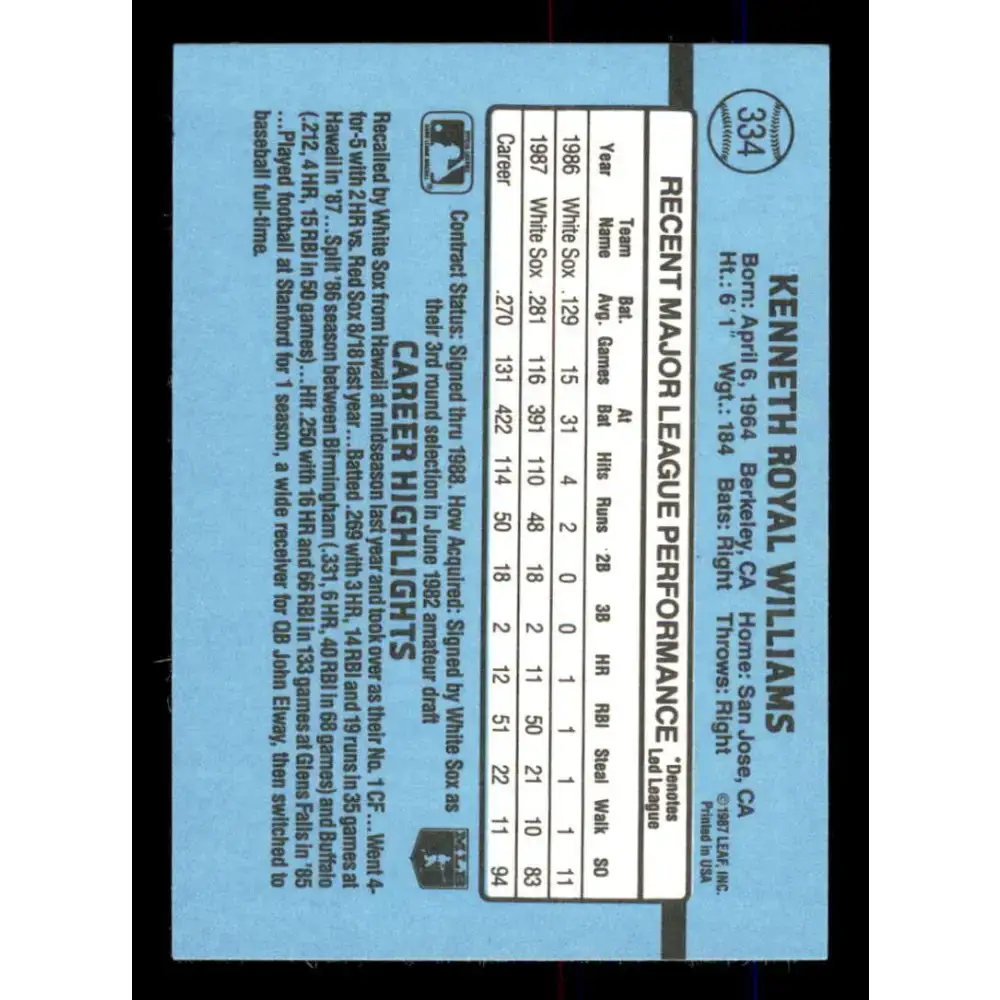 334
KENNETH ROYAL WILLIAMS
Born: April 6, 1964 Berkeley, CA Home: San Jose, CA
Ht.: 6'1" Wgt.: 184 Bats: Right Throws: Right
©1987 LEAF, INC.
Printed in USA
RECENT MAJOR LEAGUE PERFORMANCE *Denotes Led League
Year Team Name Bat. Avg. Games At Bat Hits Runs 2B 3B HR RBI Steal Walk SO
1986 White Sox .129 15 31 4 2 0 0 1 1 1 1 11
1987 White Sox .281 116 391 110 48 18 2 11 50 21 10 83
Career .270 131 422 114 50 18 2 12 51 22 11 94
Contract Status: Signed thru 1988. How Acquired: Signed by White Sox as
their 3rd round selection in June 1982 amateur draft
MLB
CAREER HIGHLIGHTS
Recalled by White Sox from Hawaii at midseason last year and took over as their No. 1 CF...Went 4-
for-5 with 2 HR vs. Red Sox 8/18 last year...Batted .269 with 3 HR, 14 RBI and 19 runs in 35 games at
Hawaii in '87...Split '86 season between Birmingham (.331, 6 HR, 40 RBI in 68 games) and Buffalo
(.212, 4 HR, 15 RBI in 50 games)...Hit .250 with 16 HR and 66 RBI in 133 games at Glens Falls in '85
...Played football at Stanford for 1 season, a wide receiver for QB John Elway, then switched to
baseball full-time.